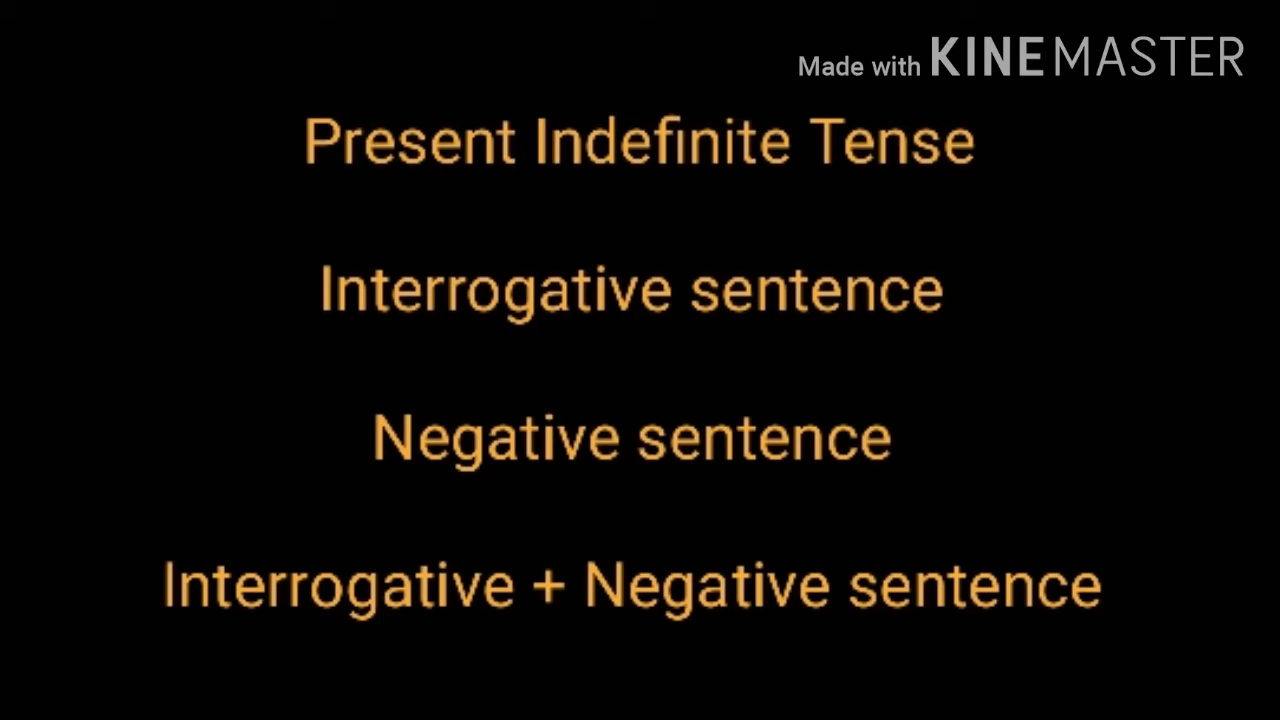 Made with KINEMASTER
Present Indefinite Tense
Interrogative sentence
Negative sentence
Interrogative + Negative sentence